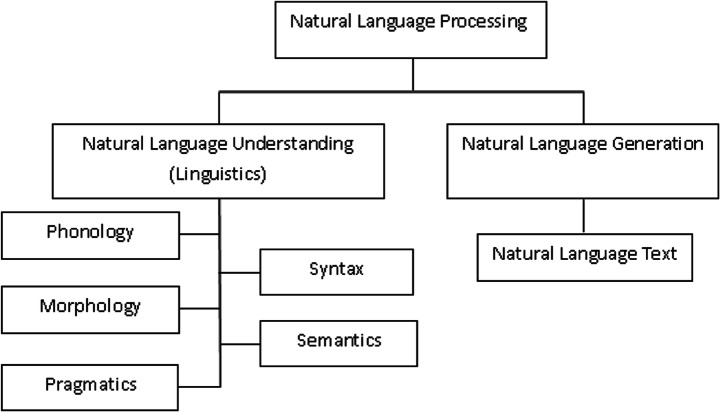 Natural Language Processing
Natural Language Understanding
(Linguistics)
Natural Language Generation
Phonology
Syntax
Natural Language Text
Morphology
Semantics
Pragmatics